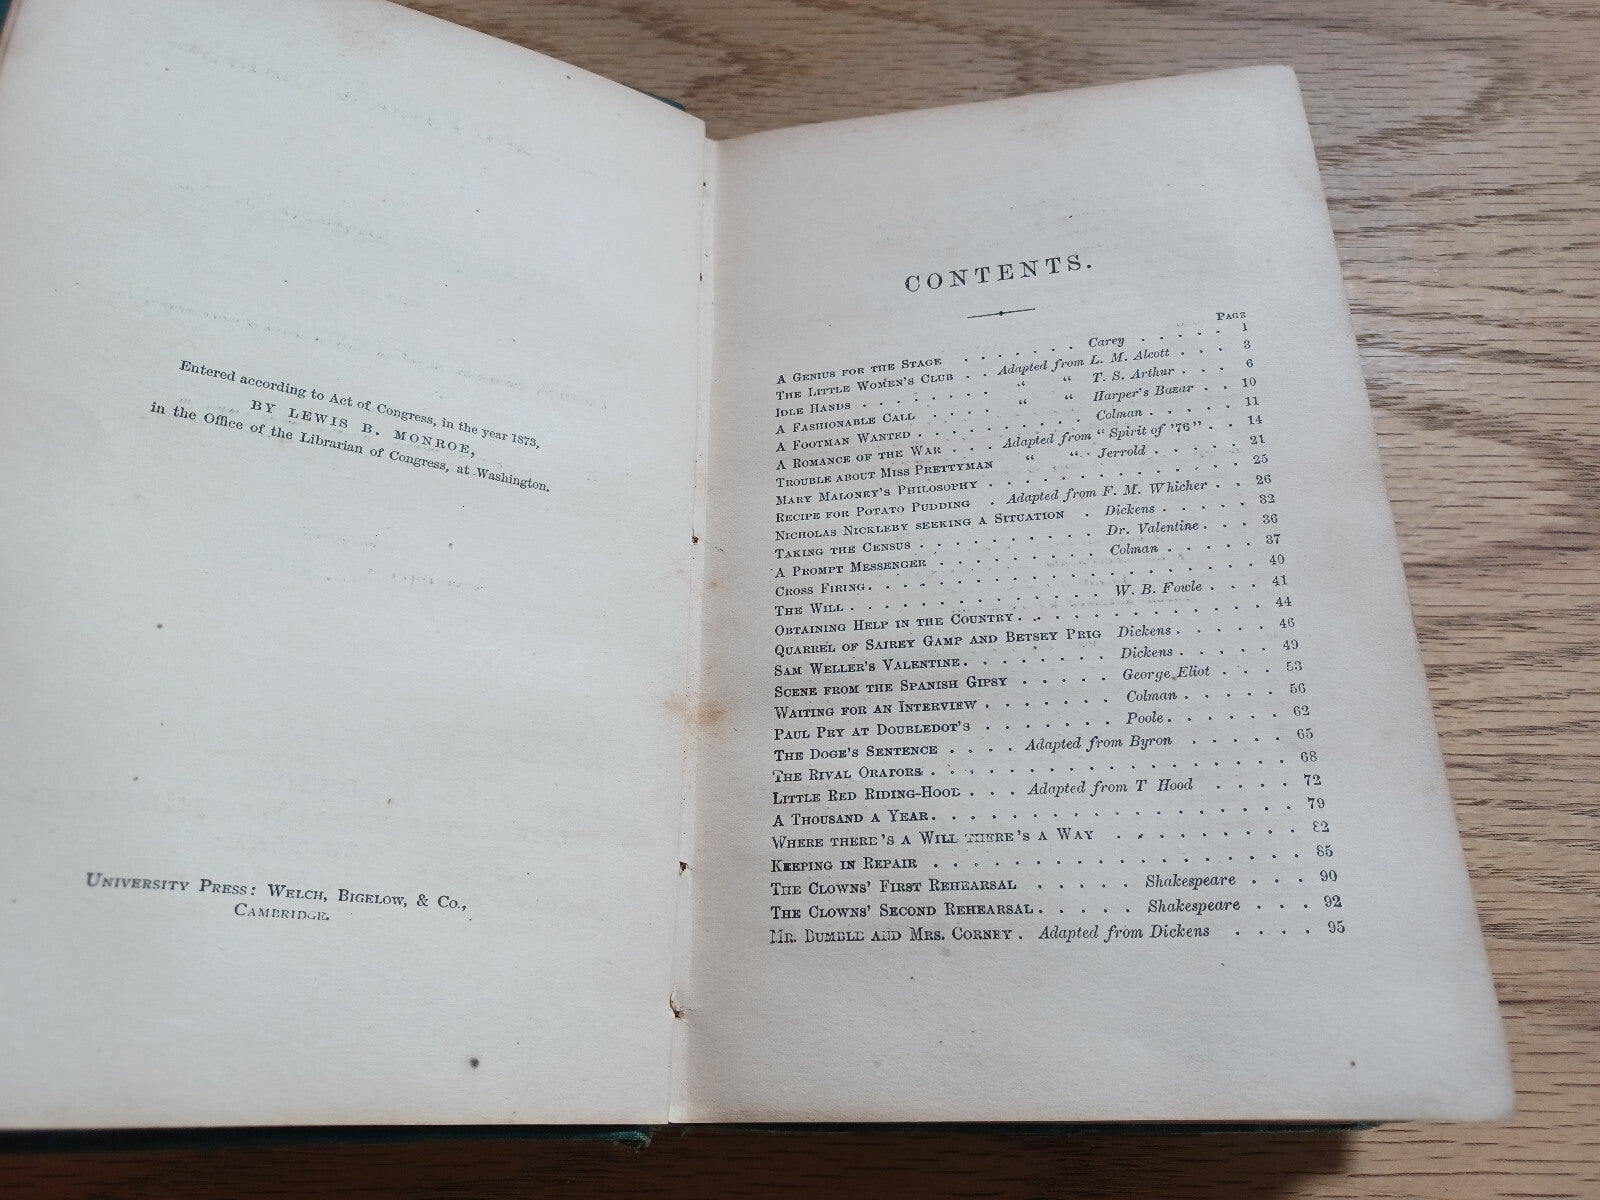 Entered according to Act of Congress, in the year 1873,
BY LEWIS B. MONROE,
in the Office of the Librarian of Congress, at Washington.
UNIVERSITY PRESS: WELCH, BIGELOW, & CO.,
CAMBRIDGE.
CONTENTS.
PAGE
A GENIUS FOR THE STAGE . . . . . . . Carey . . . . . 1
THE LITTLE WOMEN'S CLUB . . Adapted from L. M. Alcott . . . 3
IDLE HANDS . . . . . . . . " " T. S. Arthur . . . 6
A FASHIONABLE CALL . . . . " " Harper's Bazar . . 10
A FOOTMAN WANTED . . . . . . . . . Colman . . . . . 11
A ROMANCE OF THE WAR . . . Adapted from "Spirit of '76" . . 14
TROUBLE ABOUT MISS PRETTYMAN " " Jerrold . . . . 21
MARY MALONEY'S PHILOSOPHY . . . . . . . . . . . . . 25
RECIPE FOR POTATO PUDDING . Adapted from F. M. Whicher . . 26
NICHOLAS NICKLEBY SEEKING A SITUATION . Dickens . . . . . 32
TAKING THE CENSUS . . . . . . . . . Dr. Valentine . . . 36
A PROMPT MESSENGER . . . . . . . . . Colman . . . . . 37
CROSS FIRING . . . . . . . . . . . . . . . . . . 40
THE WILL . . . . . . . . . . . . . W. B. Fowle . . . 41
OBTAINING HELP IN THE COUNTRY . . . . . . . . . . . 44
QUARREL OF SAIREY GAMP AND BETSEY PRIG Dickens . . . . . 46
SAM WELLER'S VALENTINE . . . . . . . . Dickens . . . . . 49
SCENE FROM THE SPANISH GIPSY . . . . . George Eliot . . . 53
WAITING FOR AN INTERVIEW . . . . . . . Colman . . . . . 56
PAUL PRY AT DOUBLEDOT'S . . . . . . . Poole . . . . . . 62
THE DOGE'S SENTENCE . . . . Adapted from Byron . . . . . 65
THE RIVAL ORATORS . . . . . . . . . . . . . . . . 68
LITTLE RED RIDING-HOOD . . . Adapted from T Hood . . . . 72
A THOUSAND A YEAR . . . . . . . . . . . . . . . . 79
WHERE THERE'S A WILL THERE'S A WAY . . . . . . . . . 82
KEEPING IN REPAIR . . . . . . . . . . . . . . . . . 85
THE CLOWNS' FIRST REHEARSAL . . . . . Shakespeare . . . 90
THE CLOWNS' SECOND REHEARSAL . . . . . Shakespeare . . . 92
MR. BUMBLE AND MRS. CORNEY . Adapted from Dickens . . . . 95